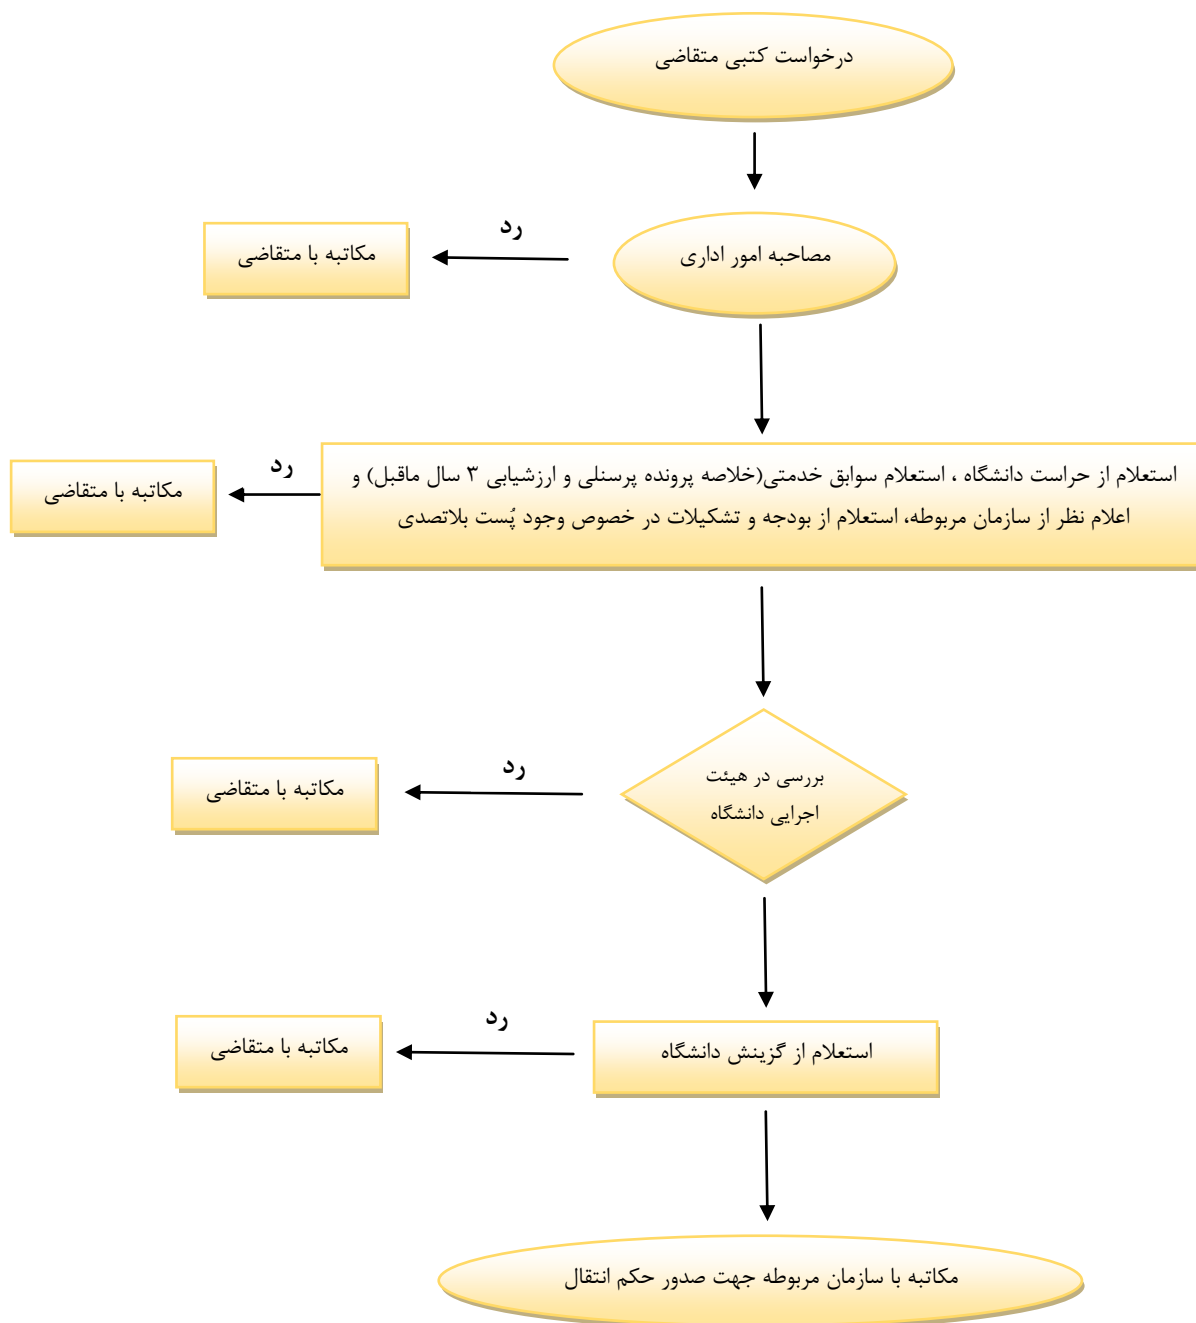 درخواست کتبی متقاضی
مصاحبه امور اداری
رد
مکاتبه با متقاضی
استعلام از حراست دانشگاه ، استعلام سوابق خدمتی(خلاصه پرونده پرسنلی و ارزشیابی ۳ سال ماقبل) و
اعلام نظر از سازمان مربوطه، استعلام از بودجه و تشکیلات در خصوص وجود پُست بلاتصدی
رد
مکاتبه با متقاضی
بررسی در هیئت
اجرایی دانشگاه
رد
مکاتبه با متقاضی
استعلام از گزینش دانشگاه
رد
مکاتبه با متقاضی
مکاتبه با سازمان مربوطه جهت صدور حکم انتقال